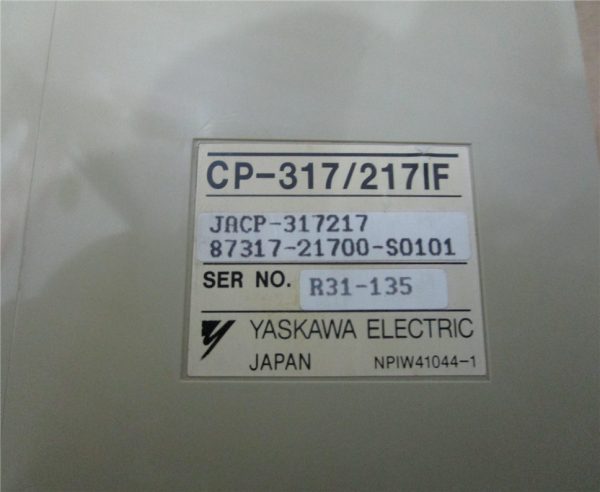 CP-317/217IF
JACP-317217
87317-21700-S0101
SER NO. R31-135
YASKAWA ELECTRIC
JAPAN NPIW41044-1